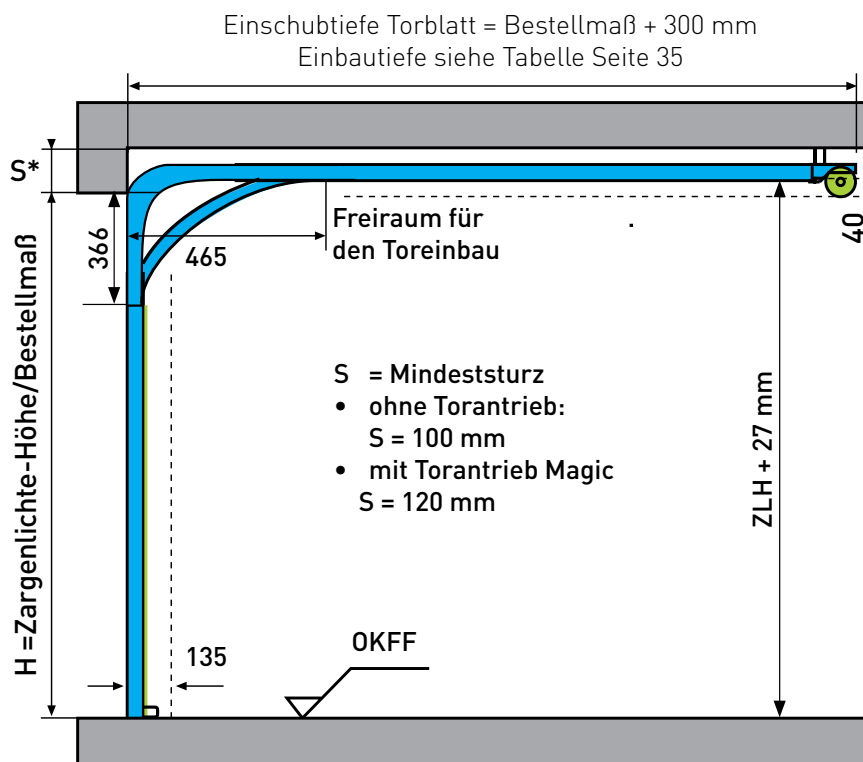 Einschubtiefe Torblatt = Bestellmaß + 300 mm
Einbautiefe siehe Tabelle Seite 35
S*
366
465
Freiraum für
den Toreinbau
40
H =Zargenlichte-Höhe/Bestellmaß
S = Mindeststurz
• ohne Torantrieb:
S = 100 mm
• mit Torantrieb Magic
S = 120 mm
ZLH + 27 mm
135
OKFF